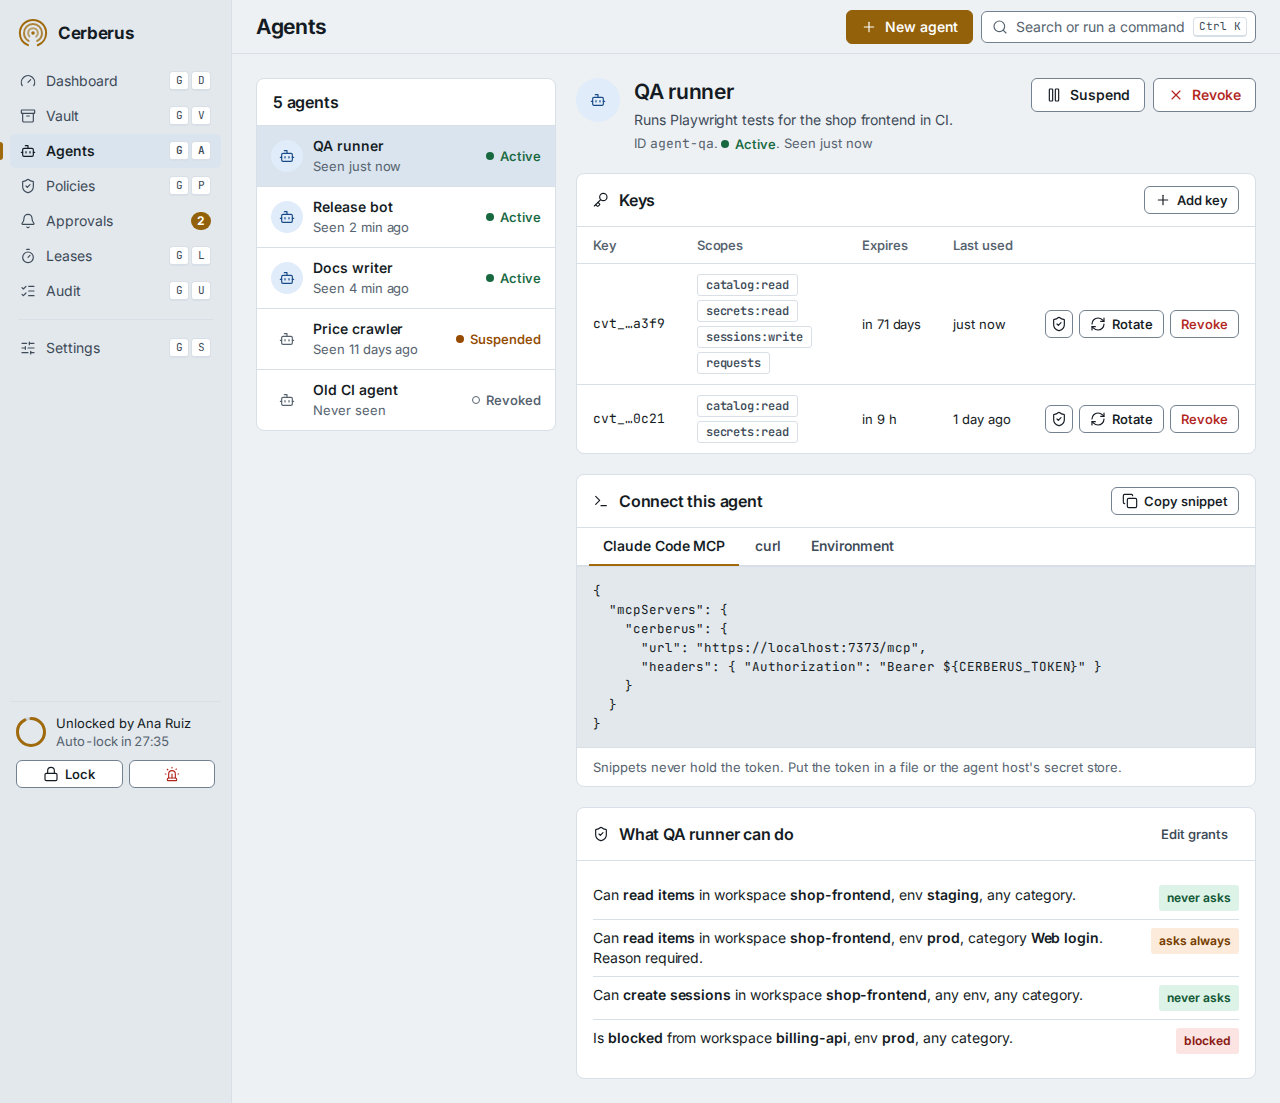 Cerberus
Dashboard G D
Vault G V
Agents G A
Policies G P
Approvals 2
Leases G L
Audit G U
Settings G S
Unlocked by Ana Ruiz
Auto-lock in 27:35
Lock
Agents
New agent
Search or run a command Ctrl K
5 agents
QA runner
Seen just now
Active
Release bot
Seen 2 min ago
Active
Docs writer
Seen 4 min ago
Active
Price crawler
Seen 11 days ago
Suspended
Old CI agent
Never seen
Revoked
QA runner
Runs Playwright tests for the shop frontend in CI.
ID agent-qa. Active. Seen just now
Suspend
Revoke
Keys
Add key
Key Scopes Expires Last used
cvt_…a3f9
catalog:read
secrets:read
sessions:write
requests
in 71 days
just now
Rotate
Revoke
cvt_…0c21
catalog:read
secrets:read
in 9 h
1 day ago
Rotate
Revoke
Connect this agent
Copy snippet
Claude Code MCP curl Environment
{
  "mcpServers": {
    "cerberus": {
      "url": "https://localhost:7373/mcp",
      "headers": { "Authorization": "Bearer ${CERBERUS_TOKEN}" }
    }
  }
}
Snippets never hold the token. Put the token in a file or the agent host's secret store.
What QA runner can do
Edit grants
Can read items in workspace shop-frontend, env staging, any category.
never asks
Can read items in workspace shop-frontend, env prod, category Web login.
Reason required.
asks always
Can create sessions in workspace shop-frontend, any env, any category.
never asks
Is blocked from workspace billing-api, env prod, any category.
blocked